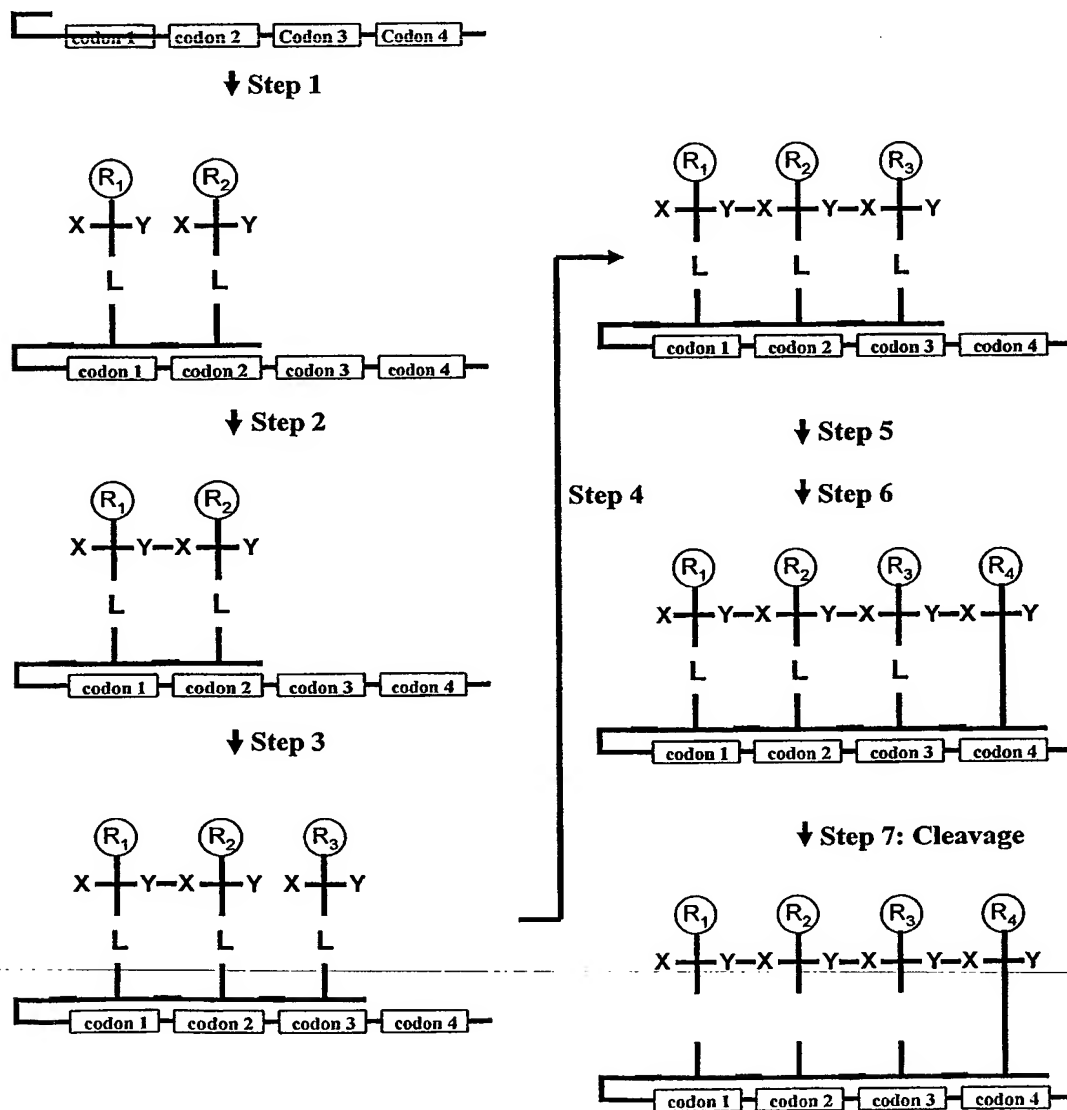 codon 1 codon 2 Codon 3 Codon 4
Step 1
R1 R2
X Y X Y
L L
codon 1 codon 2 codon 3 codon 4
Step 2
R1 R2
X Y X Y
L L
codon 1 codon 2 codon 3 codon 4
Step 3
R1 R2 R3
X Y X Y X Y
L L L
codon 1 codon 2 codon 3 codon 4
Step 4
R1 R2 R3
X Y X Y X Y
L L L
codon 1 codon 2 codon 3 codon 4
Step 5
Step 6
R1 R2 R3 R4
X Y X Y X Y X Y
L L L
codon 1 codon 2 codon 3 codon 4
Step 7: Cleavage
R1 R2 R3 R4
X Y X Y X Y X Y
codon 1 codon 2 codon 3 codon 4